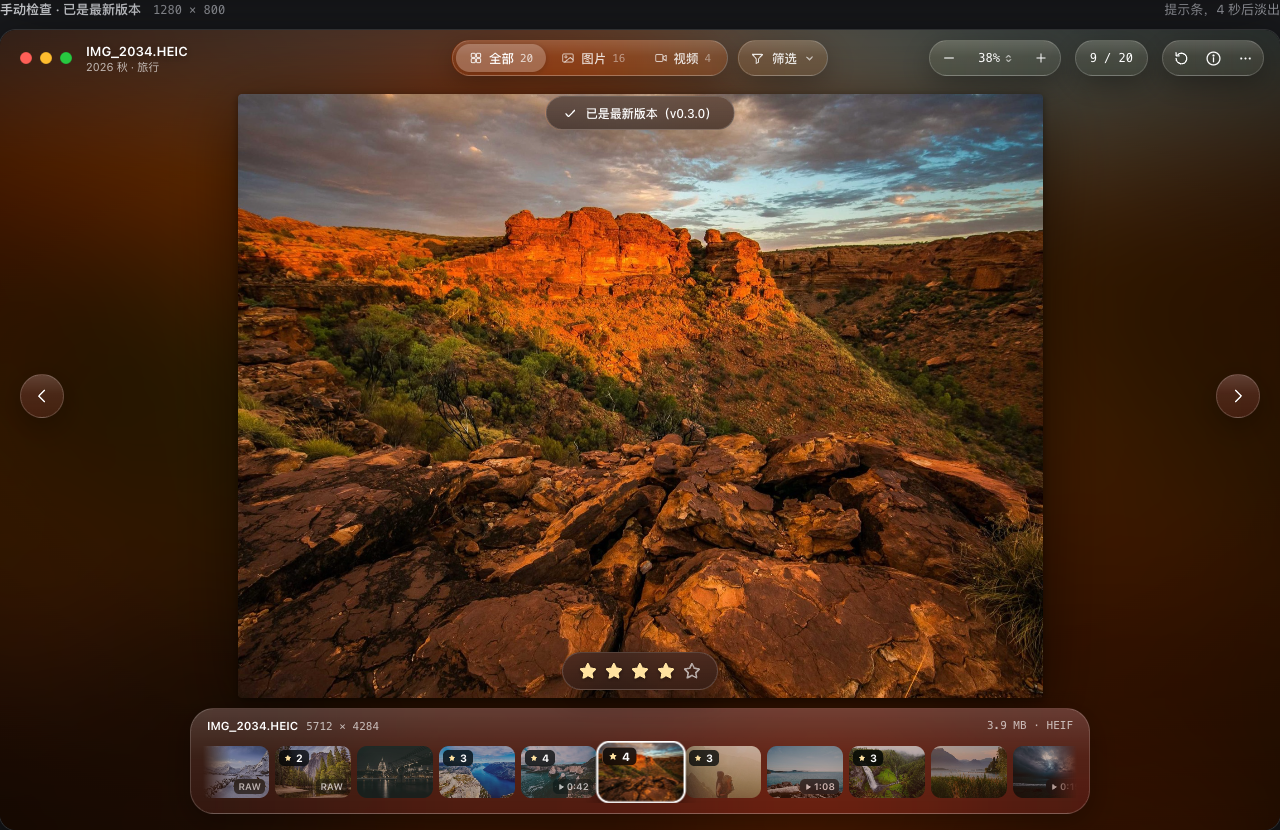 手动检查 · 已是最新版本 1280 × 800
提示条，4 秒后淡出
IMG_2034.HEIC
2026 秋 · 旅行
全部 20 图片 16 视频 4 筛选
38%
9 / 20
已是最新版本（v0.3.0）
IMG_2034.HEIC 5712 × 4284
3.9 MB · HEIF
2 3 4 4 3 3
RAW RAW 0:42 1:08